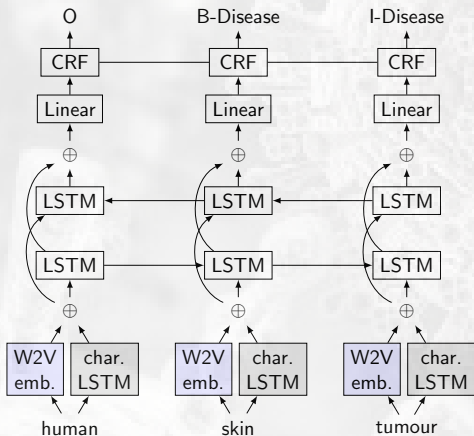 O B-Disease I-Disease
CRF CRF CRF
Linear Linear Linear
⊕ ⊕ ⊕
LSTM LSTM LSTM
LSTM LSTM LSTM
⊕ ⊕ ⊕
W2V char. W2V char. W2V char.
emb. LSTM emb. LSTM emb. LSTM
human skin tumour